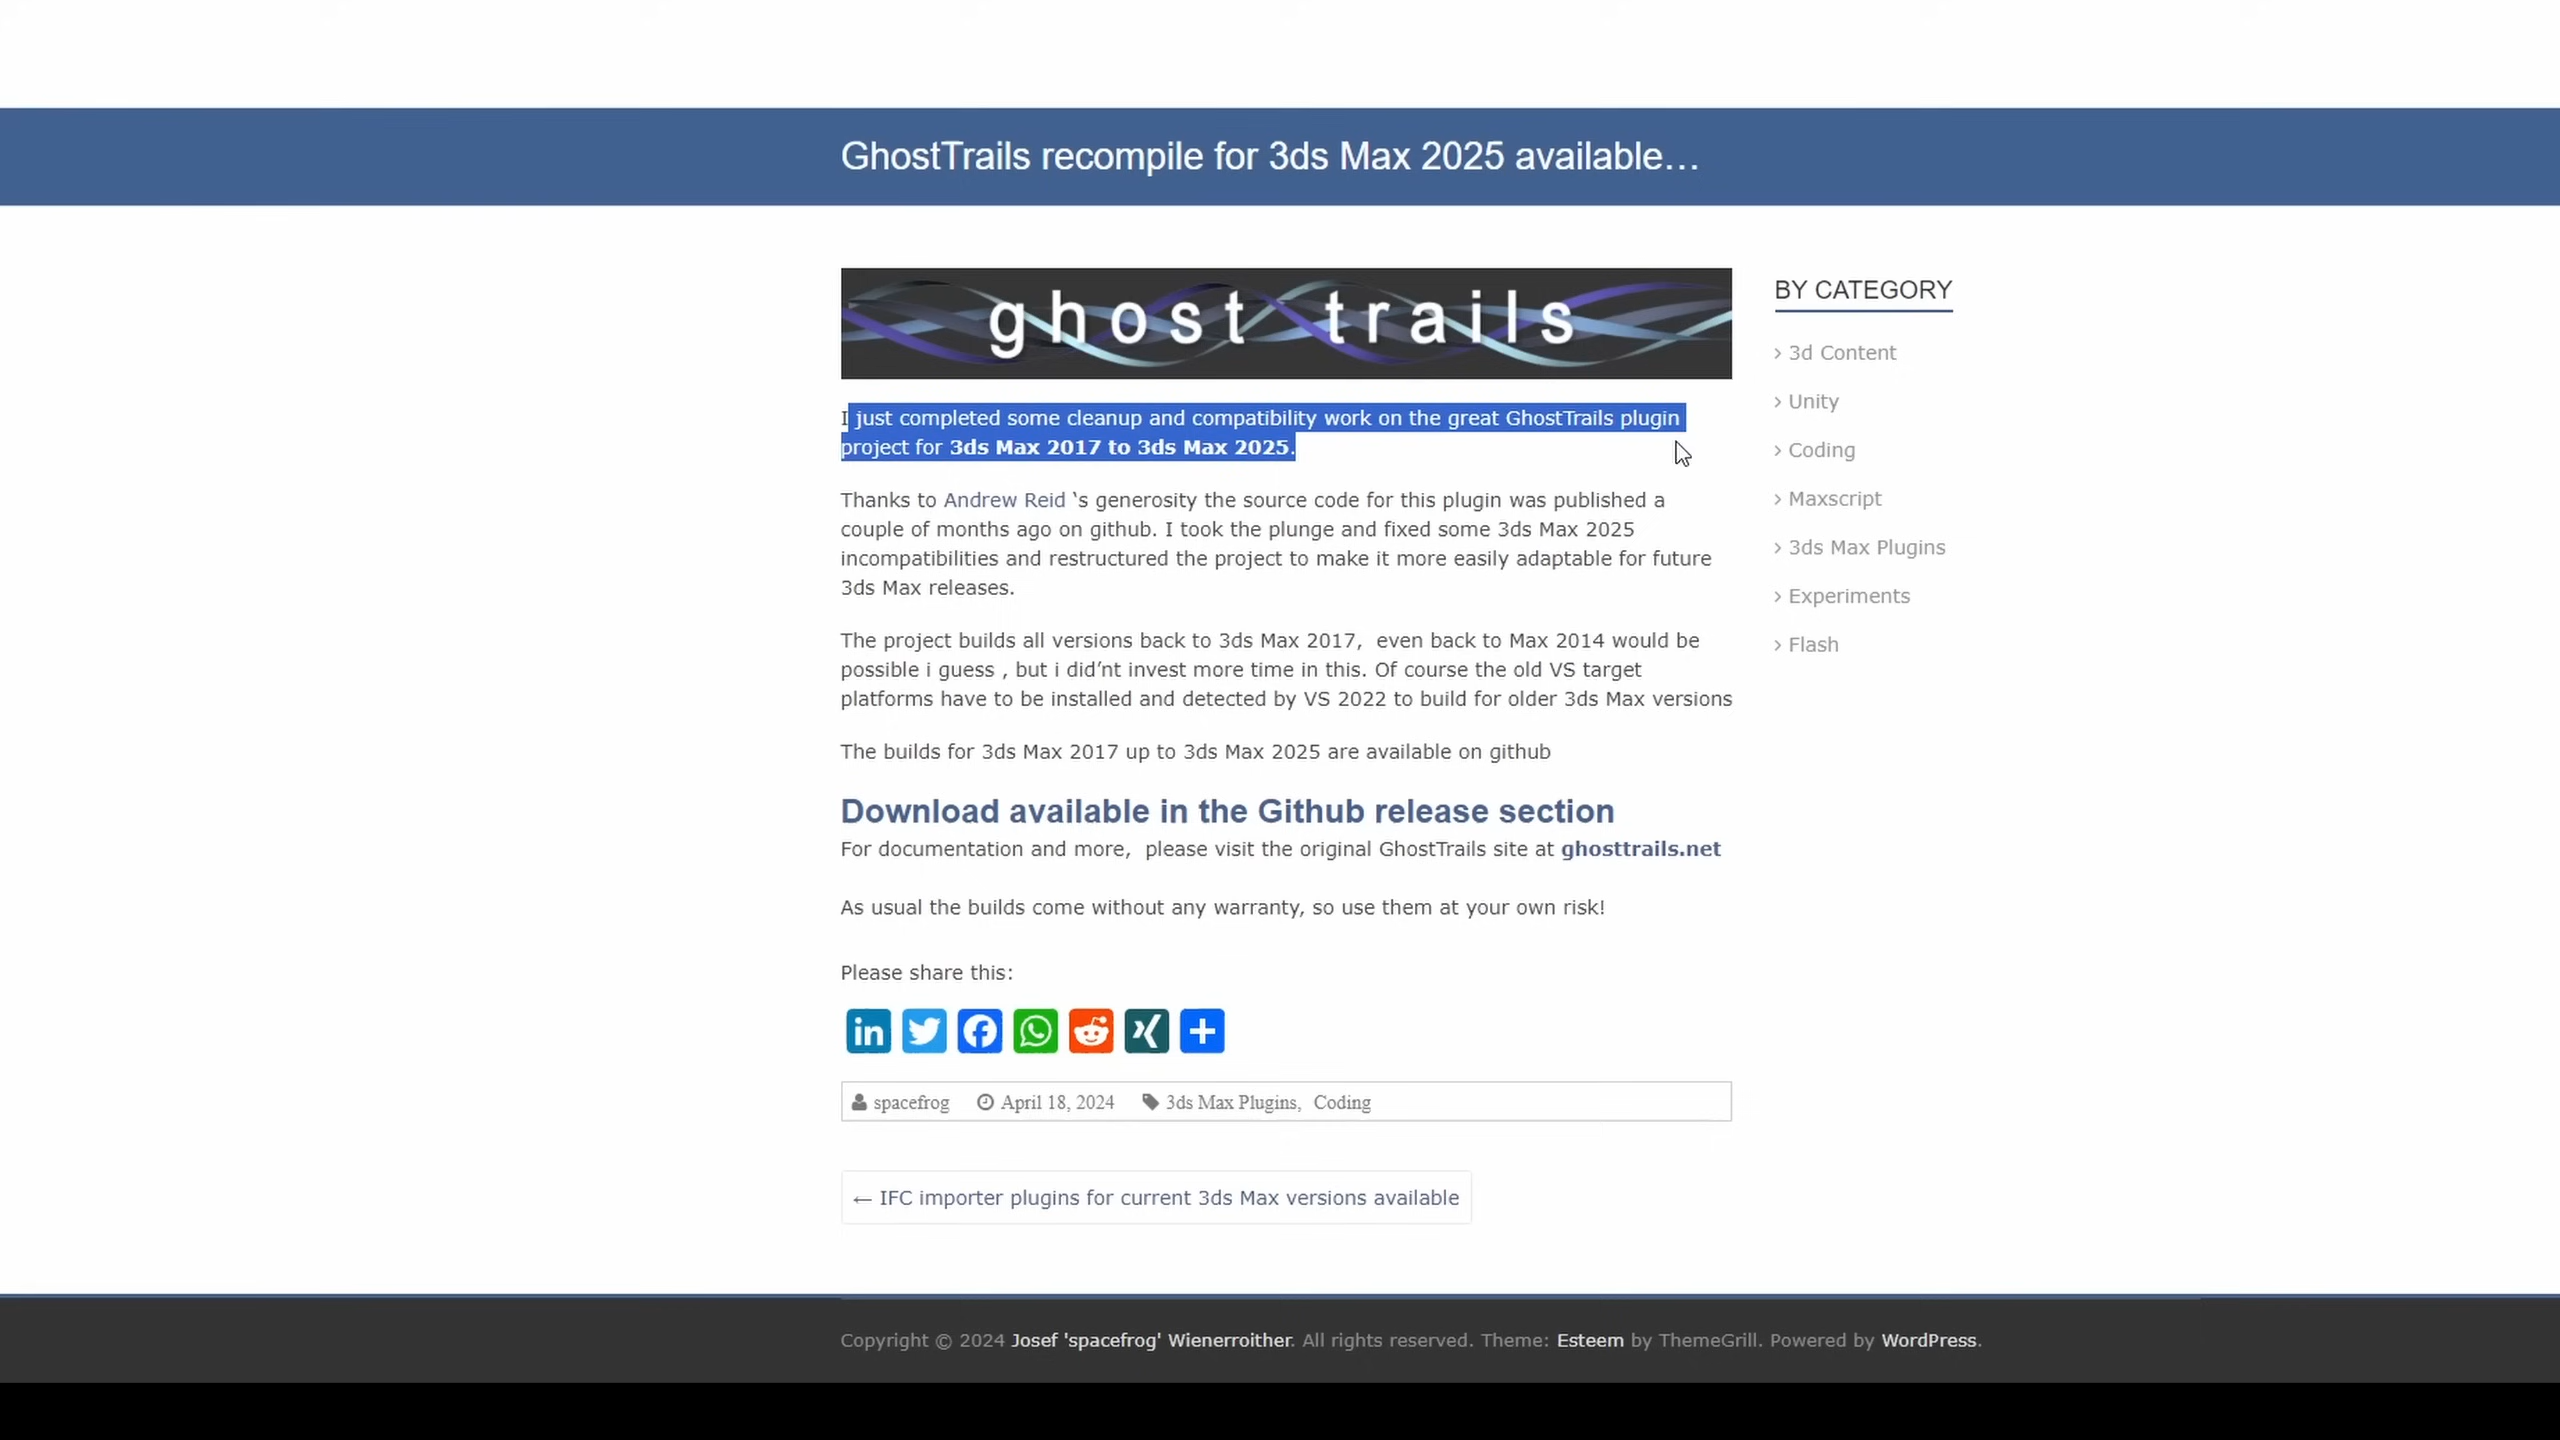 GhostTrails recompile for 3ds Max 2025 available...
ghost trails
I just completed some cleanup and compatibility work on the great GhostTrails plugin
project for 3ds Max 2017 to 3ds Max 2025.
Thanks to Andrew Reid ‛s generosity the source code for this plugin was published a
couple of months ago on github. I took the plunge and fixed some 3ds Max 2025
incompatibilities and restructured the project to make it more easily adaptable for future
3ds Max releases.
The project builds all versions back to 3ds Max 2017,  even back to Max 2014 would be
possible i guess , but i did’nt invest more time in this. Of course the old VS target
platforms have to be installed and detected by VS 2022 to build for older 3ds Max versions
The builds for 3ds Max 2017 up to 3ds Max 2025 are available on github
Download available in the Github release section
For documentation and more,  please visit the original GhostTrails site at ghosttrails.net
As usual the builds come without any warranty, so use them at your own risk!
Please share this:
in
spacefrog April 18, 2024 3ds Max Plugins, Coding
← IFC importer plugins for current 3ds Max versions available
BY CATEGORY
› 3d Content
› Unity
› Coding
› Maxscript
› 3ds Max Plugins
› Experiments
› Flash
Copyright © 2024 Josef 'spacefrog' Wienerroither. All rights reserved. Theme: Esteem by ThemeGrill. Powered by WordPress.